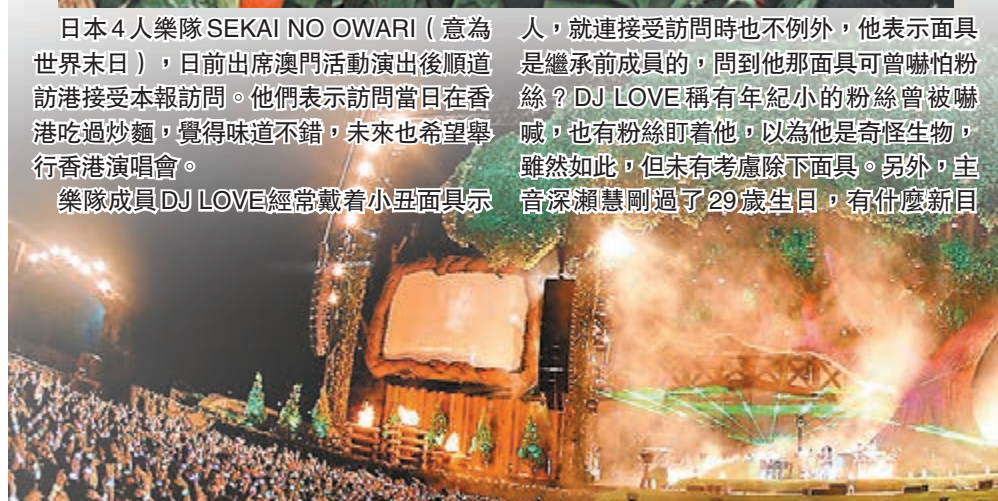 日本4人樂隊SEKAI NO OWARI（意為
世界末日），日前出席澳門活動演出後順道
訪港接受本報訪問。他們表示訪問當日在香
港吃過炒麵，覺得味道不錯，未來也希望舉
行香港演唱會。
樂隊成員DJ LOVE經常戴着小丑面具示
人，就連接受訪問時也不例外，他表示面具
是繼承前成員的，問到他那面具可曾嚇怕粉
絲？DJ LOVE稱有年紀小的粉絲曾被嚇
喊，也有粉絲盯着他，以為他是奇怪生物，
雖然如此，但未有考慮除下面具。另外，主
音深瀨慧剛過了29歲生日，有什麼新目